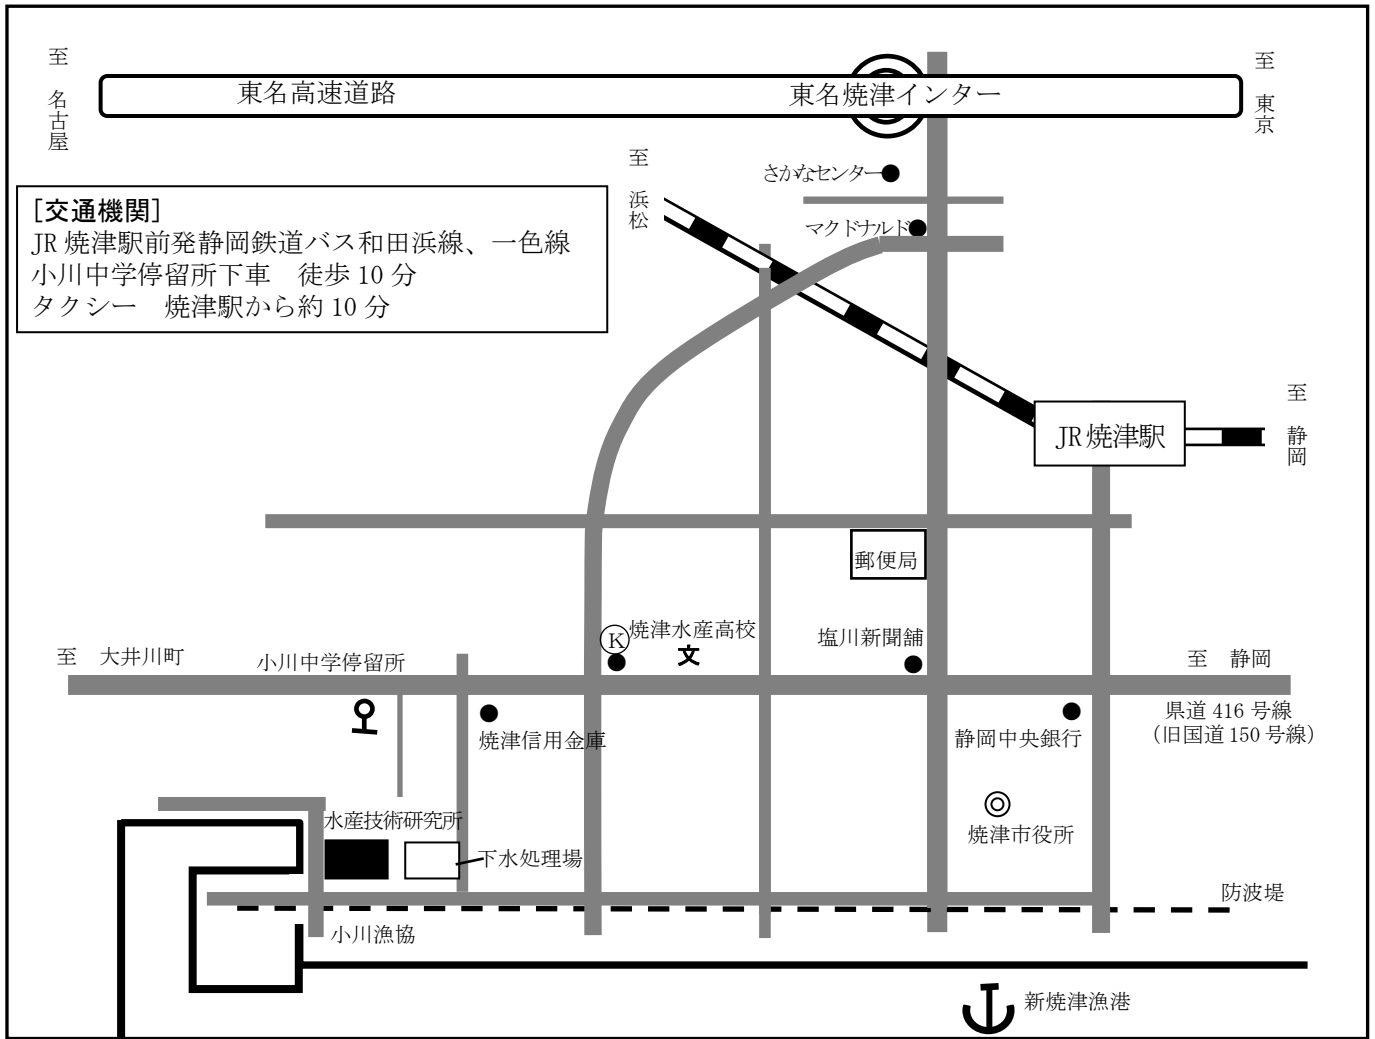 至 名古屋
東名高速道路
東名焼津インター
至 東京
至 浜松
さかなセンター
マクドナルド
［交通機関］
JR 焼津駅前発静岡鉄道バス和田浜線、一色線
小川中学停留所下車　徒歩 10 分
タクシー　焼津駅から約 10 分
至 静岡
JR 焼津駅
郵便局
K
焼津水産高校
文
塩川新聞舗
至　大井川町
小川中学停留所
至　静岡
県道 416 号線
（旧国道 150 号線）
焼津信用金庫
静岡中央銀行
焼津市役所
水産技術研究所
下水処理場
防波堤
小川漁協
新焼津漁港